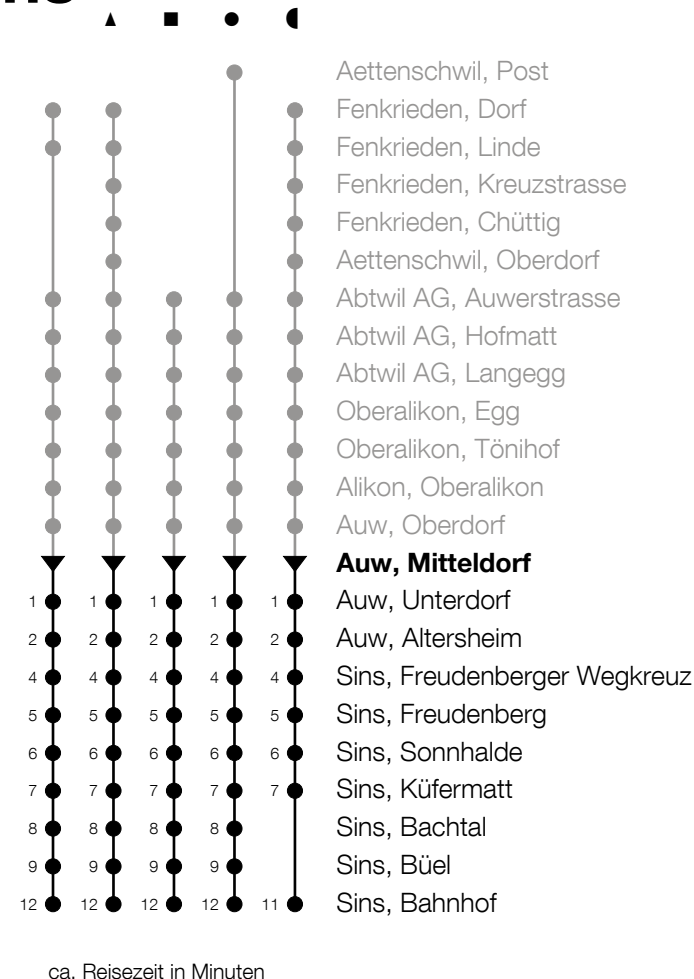 Aettenschwil, Post
Fenkrieden, Dorf
Fenkrieden, Linde
Fenkrieden, Kreuzstrasse
Fenkrieden, Chüttig
Aettenschwil, Oberdorf
Abtwil AG, Auwerstrasse
Abtwil AG, Hofmatt
Abtwil AG, Langegg
Oberalikon, Egg
Oberalikon, Tönihof
Alikon, Oberalikon
Auw, Oberdorf
Auw, Mitteldorf
1 1 1 1 1 Auw, Unterdorf
2 2 2 2 2 Auw, Altersheim
4 4 4 4 4 Sins, Freudenberger Wegkreuz
5 5 5 5 5 Sins, Freudenberg
6 6 6 6 6 Sins, Sonnhalde
7 7 7 7 7 Sins, Küfermatt
8 8 8 8 Sins, Bachtal
9 9 9 9 Sins, Büel
12 12 12 12 11 Sins, Bahnhof
ca. Reisezeit in Minuten